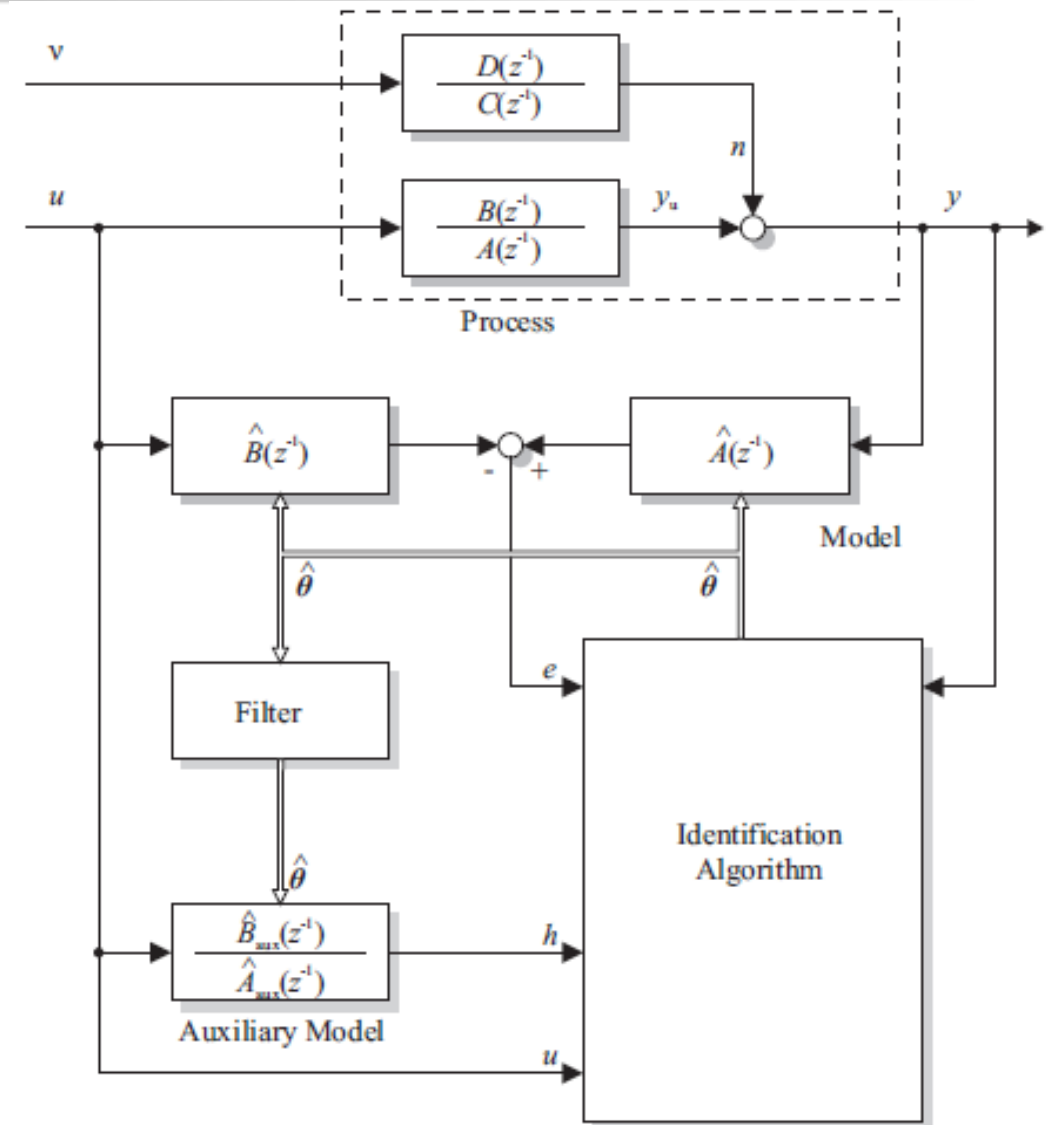 ν
D(z⁻¹)
C(z⁻¹)
n
u
B(z⁻¹)
A(z⁻¹)
yᵤ
y
Process
B̂(z⁻¹)
- +
Â(z⁻¹)
Model
θ̂ θ̂
e
Filter
Identification
Algorithm
θ̂
B̂aux(z⁻¹)
Âaux(z⁻¹)
h
Auxiliary Model
u